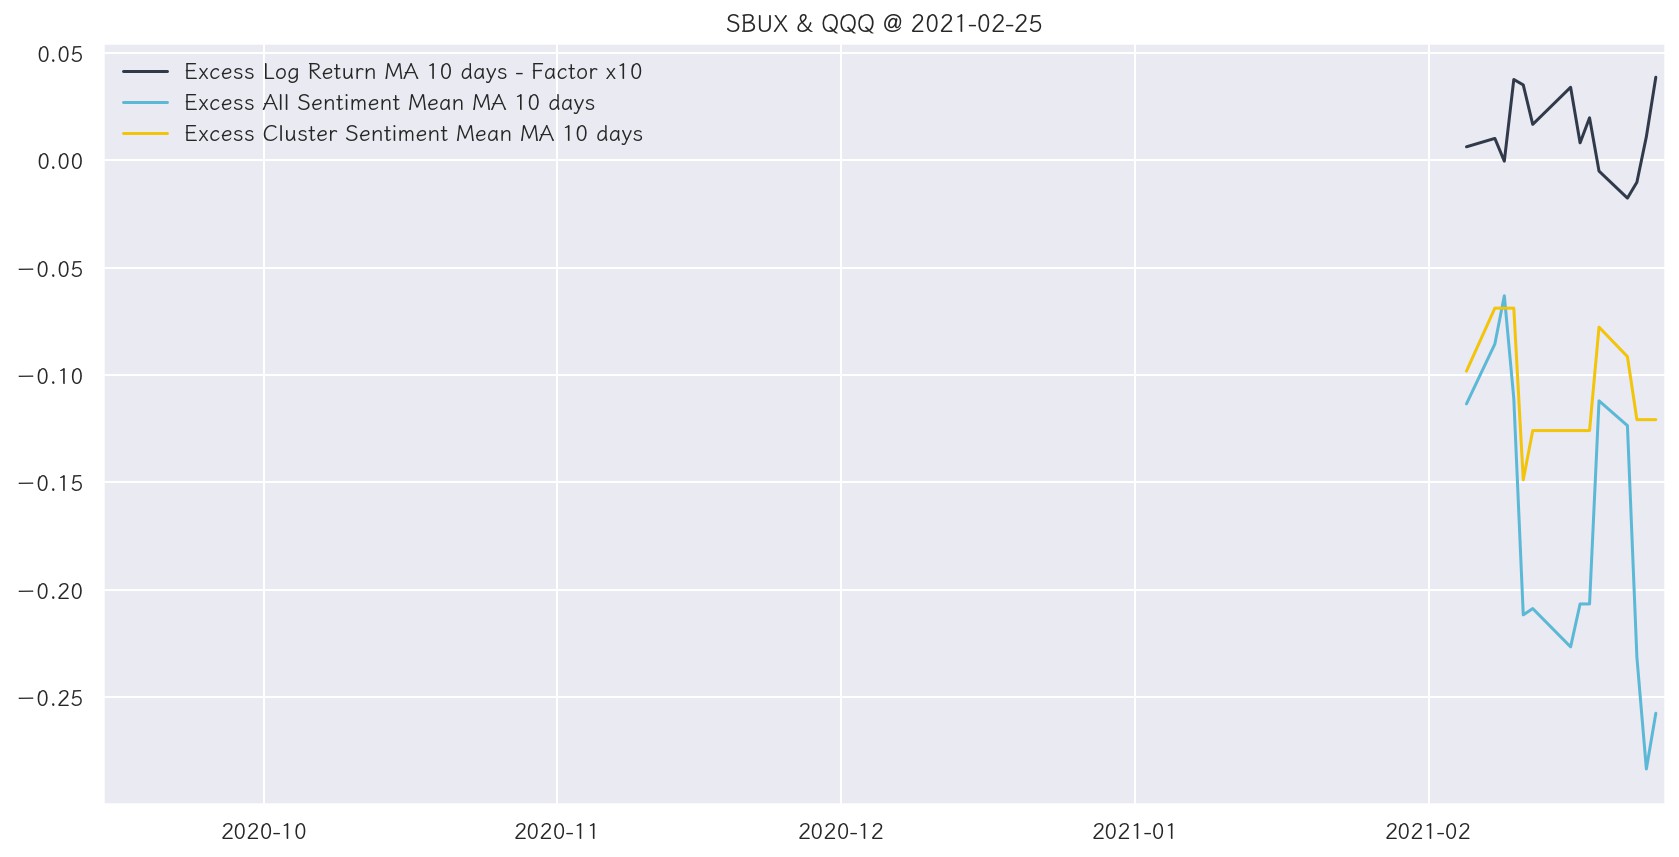 SBUX & QQQ @ 2021-02-25
Excess Log Return MA 10 days - Factor x10
Excess All Sentiment Mean MA 10 days
Excess Cluster Sentiment Mean MA 10 days
0.05
0.00
−0.05
−0.10
−0.15
−0.20
−0.25
2020-10 2020-11 2020-12 2021-01 2021-02